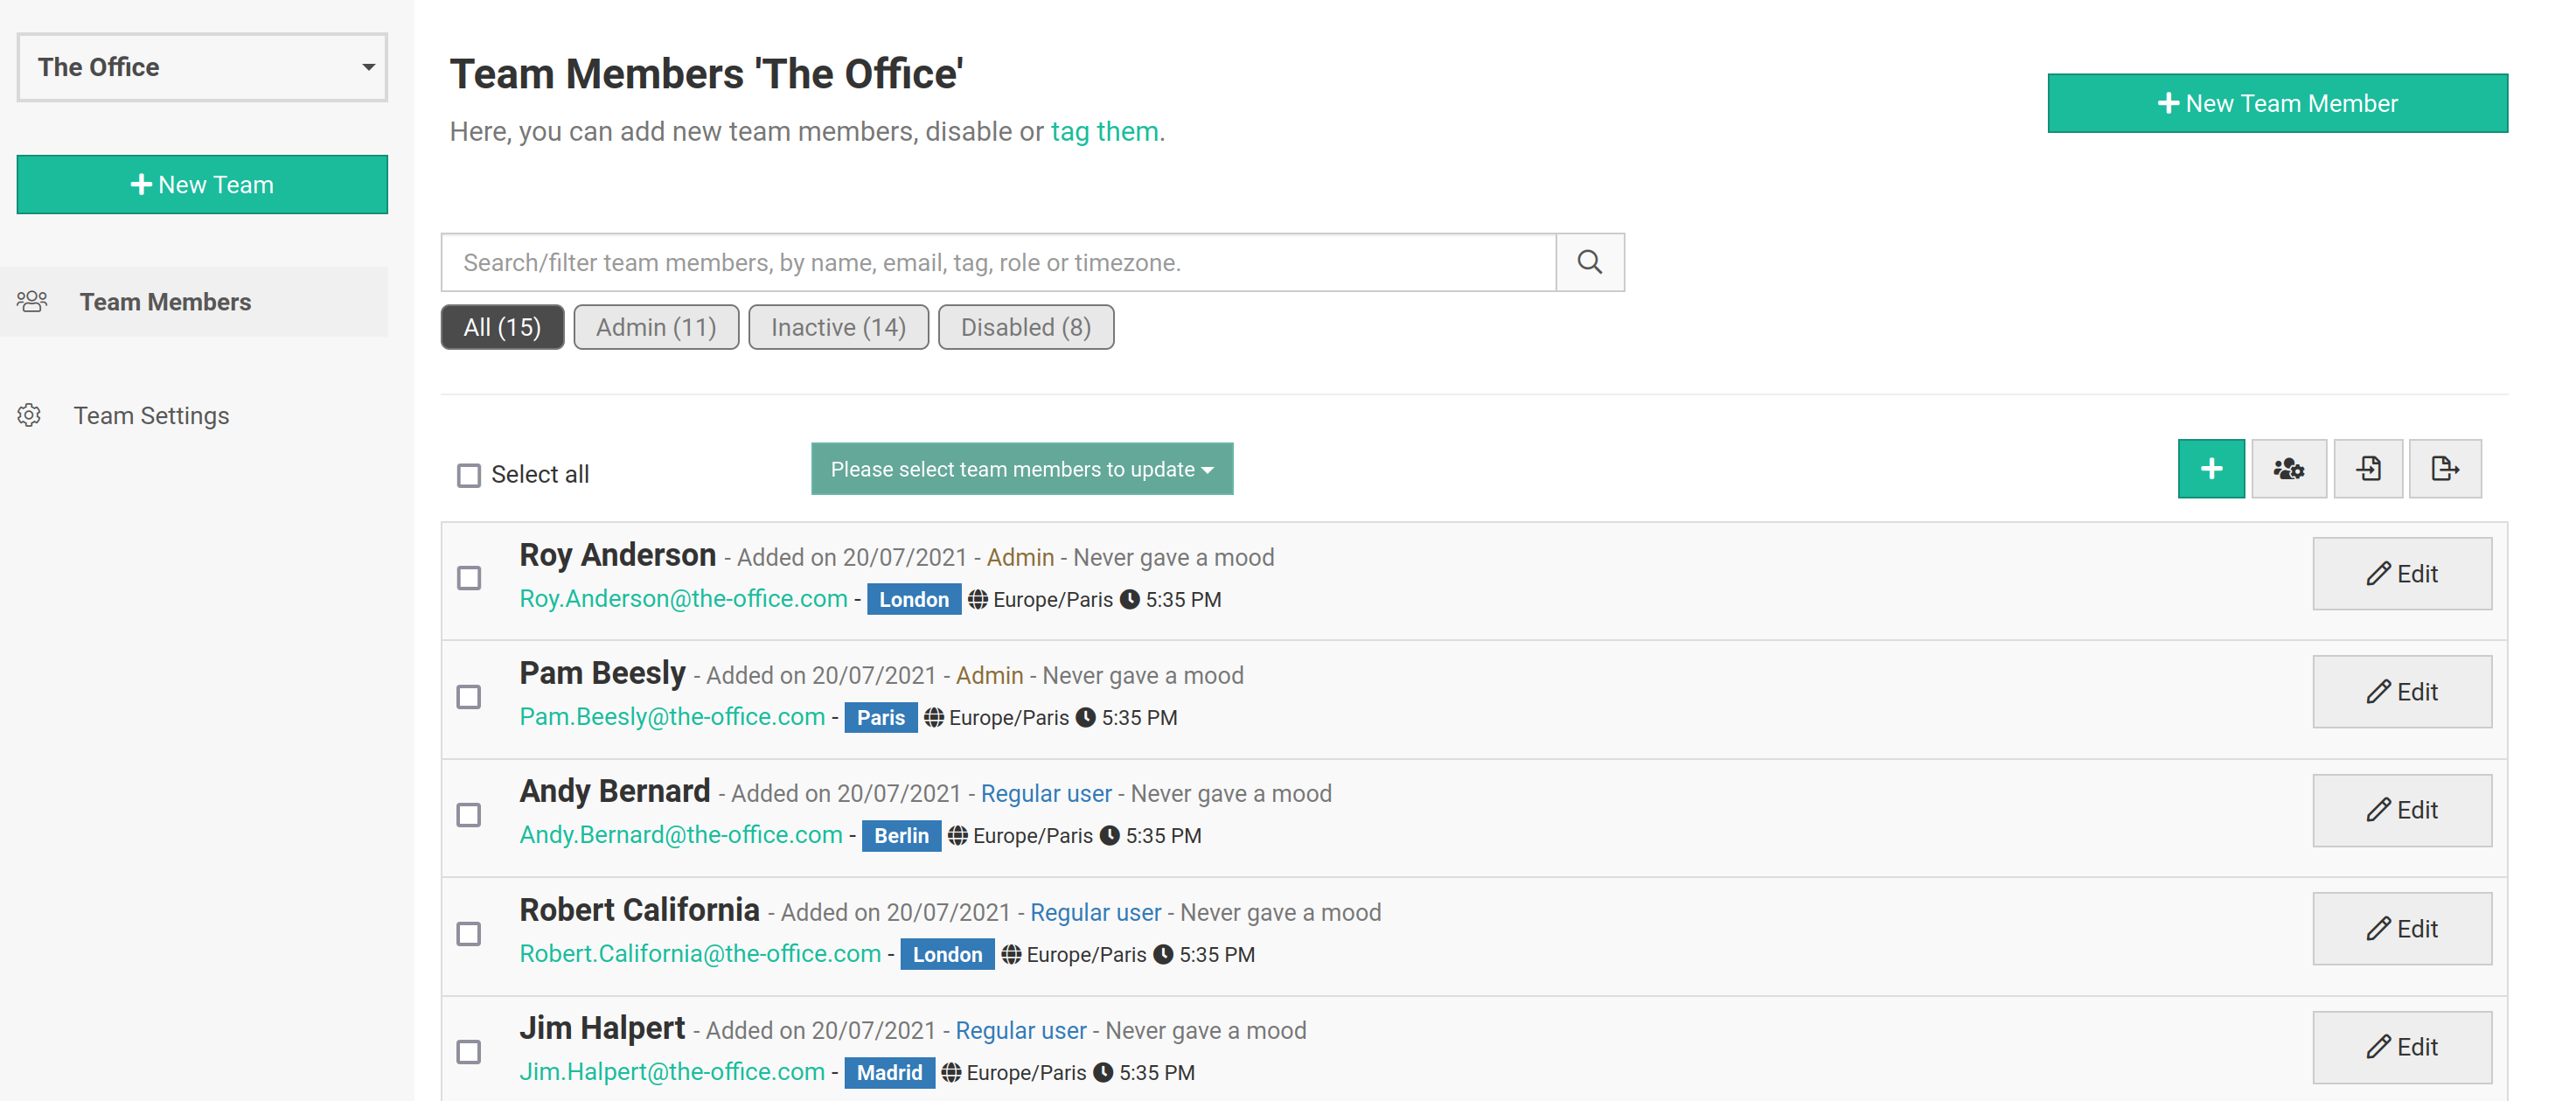 The Office
New Team
Team Members
Team Settings
Team Members 'The Office'
Here, you can add new team members, disable or tag them.
New Team Member
Search/filter team members, by name, email, tag, role or timezone.
All (15) Admin (11) Inactive (14) Disabled (8)
Select all
Please select team members to update
Roy Anderson - Added on 20/07/2021 - Admin - Never gave a mood
Roy.Anderson@the-office.com - London Europe/Paris 5:35 PM
Edit
Pam Beesly - Added on 20/07/2021 - Admin - Never gave a mood
Pam.Beesly@the-office.com - Paris Europe/Paris 5:35 PM
Edit
Andy Bernard - Added on 20/07/2021 - Regular user - Never gave a mood
Andy.Bernard@the-office.com - Berlin Europe/Paris 5:35 PM
Edit
Robert California - Added on 20/07/2021 - Regular user - Never gave a mood
Robert.California@the-office.com - London Europe/Paris 5:35 PM
Edit
Jim Halpert - Added on 20/07/2021 - Regular user - Never gave a mood
Jim.Halpert@the-office.com - Madrid Europe/Paris 5:35 PM
Edit